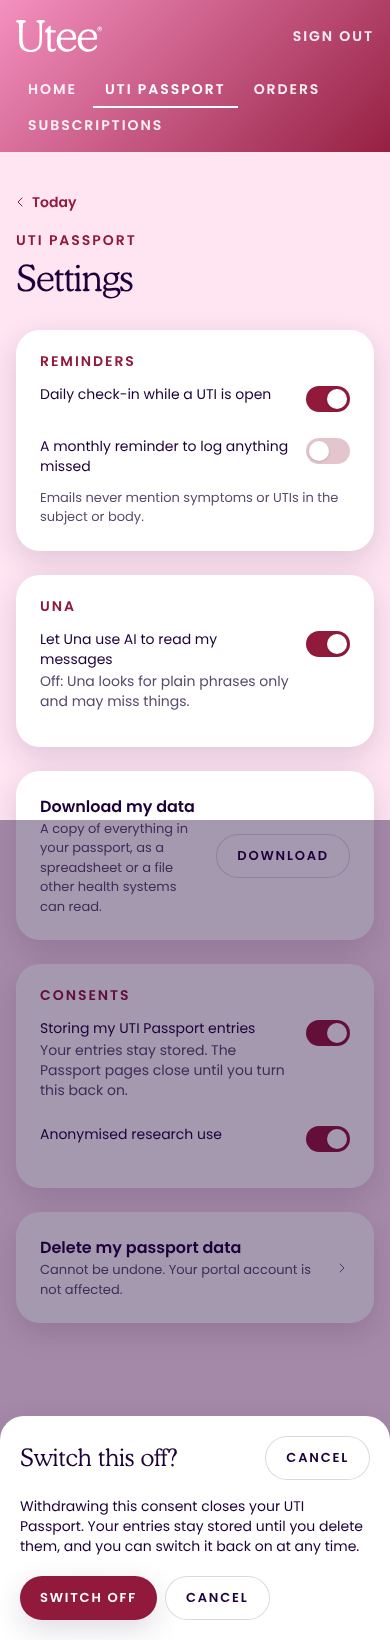 Utee®
SIGN OUT
HOME
UTI PASSPORT
ORDERS
SUBSCRIPTIONS
Today
UTI PASSPORT
Settings
REMINDERS
Daily check-in while a UTI is open
A monthly reminder to log anything
missed
Emails never mention symptoms or UTIs in the
subject or body.
UNA
Let Una use AI to read my
messages
Off: Una looks for plain phrases only
and may miss things.
Download my data
A copy of everything in
your passport, as a
spreadsheet or a file
other health systems
can read.
DOWNLOAD
CONSENTS
Storing my UTI Passport entries
Your entries stay stored. The
Passport pages close until you turn
this back on.
Anonymised research use
Delete my passport data
Cannot be undone. Your portal account is
not affected.
Switch this off?
CANCEL
Withdrawing this consent closes your UTI
Passport. Your entries stay stored until you delete
them, and you can switch it back on at any time.
SWITCH OFF
CANCEL